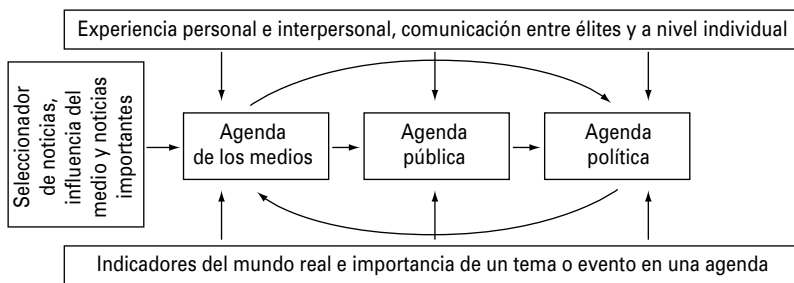 Experiencia personal e interpersonal, comunicación entre élites y a nivel individual
Seleccionador
de noticias,
influencia del
medio y noticias
importantes
Agenda
de los medios
Agenda
pública
Agenda
política
Indicadores del mundo real e importancia de un tema o evento en una agenda